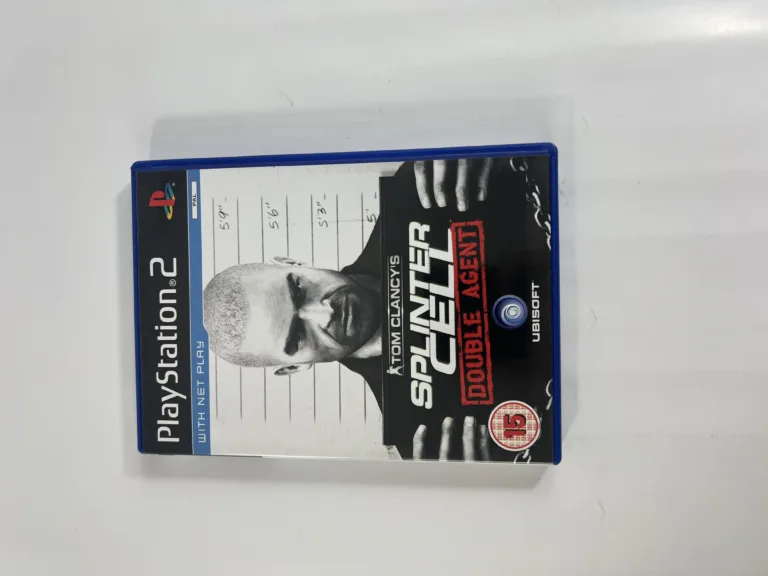 PlayStation®2
PAL
WITH NET PLAY
5'9"
5'6"
5'3"
5'
TOM CLANCY'S
SPLINTER
CELL
DOUBLE AGENT
15
UBISOFT